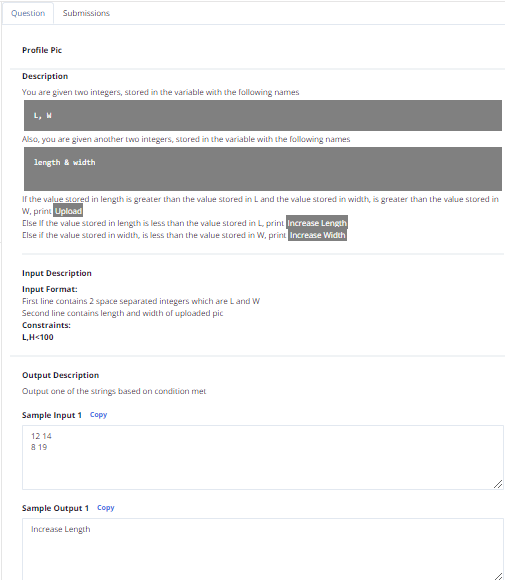 Question Submissions
Profile Pic
Description
You are given two integers, stored in the variable with the following names
L, W
Also, you are given another two integers, stored in the variable with the following names
length & width
If the value stored in length is greater than the value stored in L and the value stored in width, is greater than the value stored in
W, print Upload
Else If the value stored in length is less than the value stored in L, print Increase Length
Else if the value stored in width, is less than the value stored in W, print Increase Width
Input Description
Input Format:
First line contains 2 space separated integers which are L and W
Second line contains length and width of uploaded pic
Constraints:
L,H<100
Output Description
Output one of the strings based on condition met
Sample Input 1 Copy
12 14
8 19
Sample Output 1 Copy
Increase Length